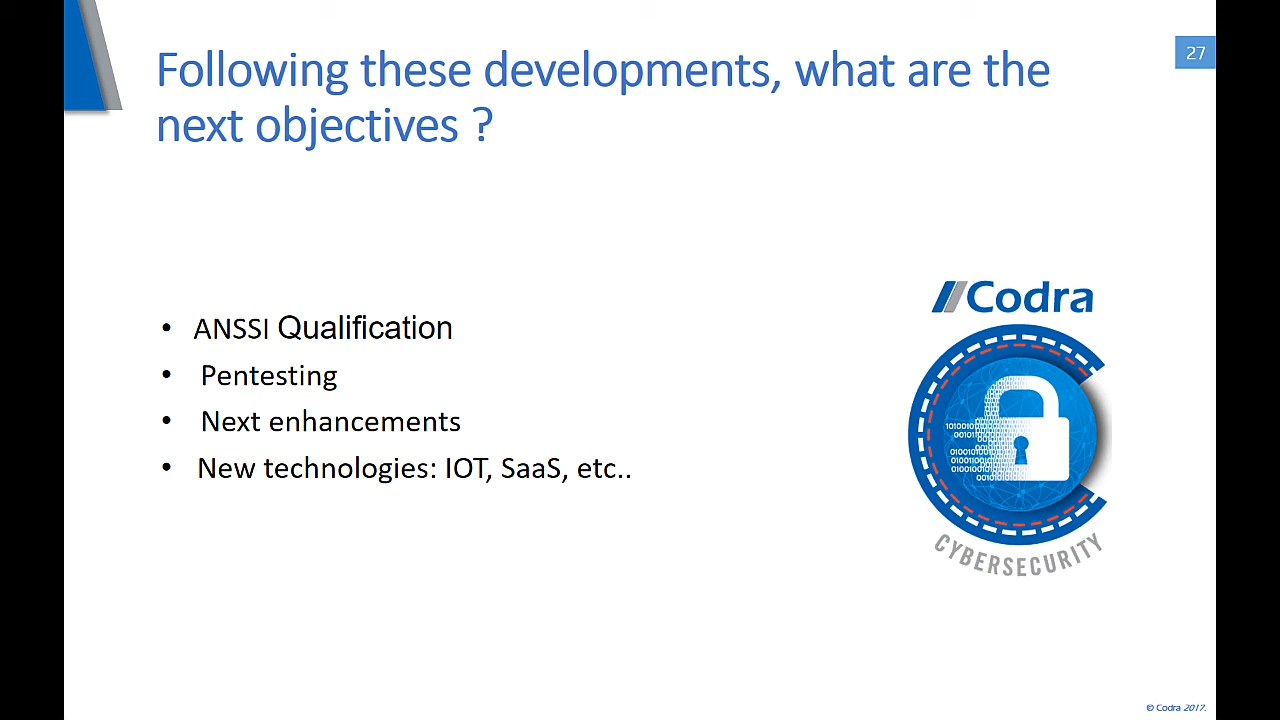 Following these developments, what are the
next objectives ?
27
• ANSSI Qualification
• Pentesting
• Next enhancements
• New technologies: IOT, SaaS, etc..
Codra
CYBERSECURITY
© Codra 2017.